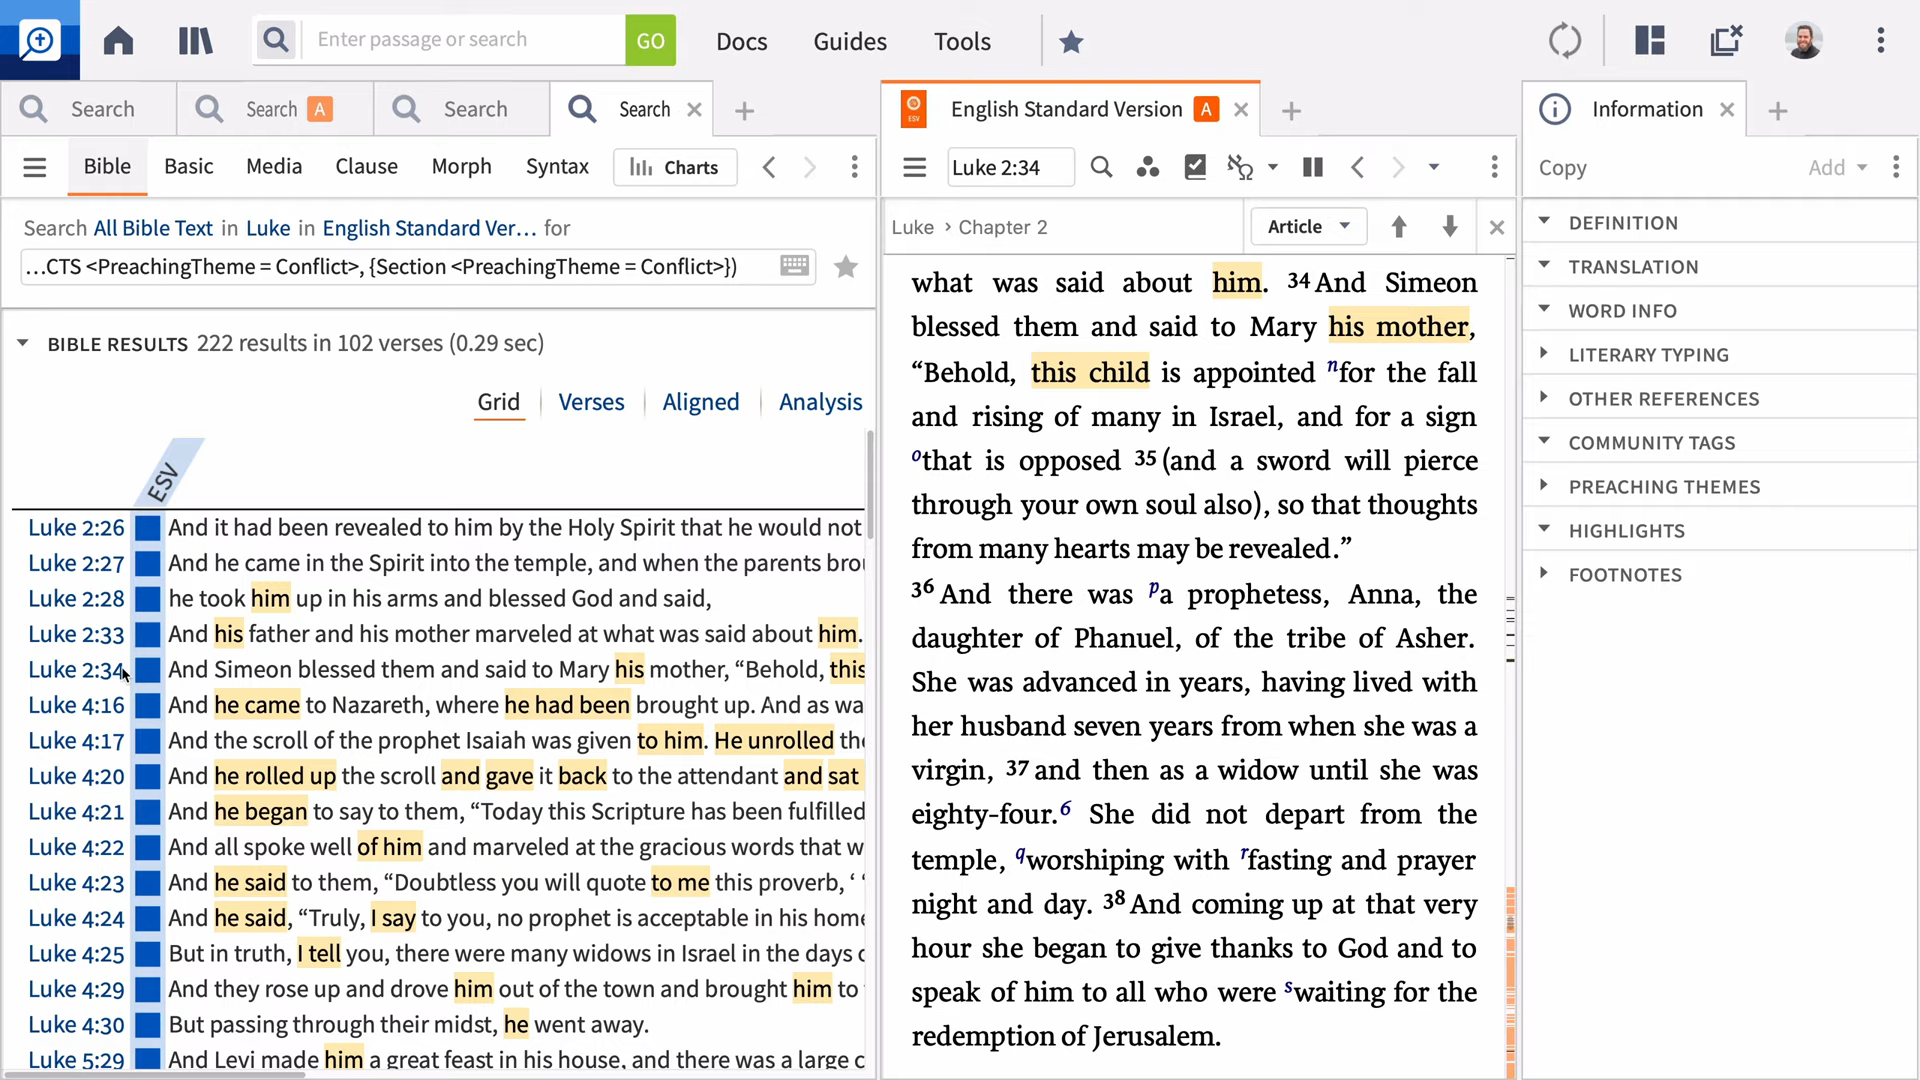 Enter passage or search
GO
Docs
Guides
Tools
Search
Search A
Search
Search
Bible
Basic
Media
Clause
Morph
Syntax
Charts
Search All Bible Text in Luke in English Standard Ver... for
...CTS <PreachingTheme = Conflict>, {Section <PreachingTheme = Conflict>})
BIBLE RESULTS 222 results in 102 verses (0.29 sec)
Grid
Verses
Aligned
Analysis
ESV
Luke 2:26 And it had been revealed to him by the Holy Spirit that he would not
Luke 2:27 And he came in the Spirit into the temple, and when the parents brou
Luke 2:28 he took him up in his arms and blessed God and said,
Luke 2:33 And his father and his mother marveled at what was said about him.
Luke 2:34 And Simeon blessed them and said to Mary his mother, “Behold, this
Luke 4:16 And he came to Nazareth, where he had been brought up. And as wa
Luke 4:17 And the scroll of the prophet Isaiah was given to him. He unrolled the
Luke 4:20 And he rolled up the scroll and gave it back to the attendant and sat
Luke 4:21 And he began to say to them, “Today this Scripture has been fulfilled
Luke 4:22 And all spoke well of him and marveled at the gracious words that w
Luke 4:23 And he said to them, “Doubtless you will quote to me this proverb, ‘ “
Luke 4:24 And he said, “Truly, I say to you, no prophet is acceptable in his home
Luke 4:25 But in truth, I tell you, there were many widows in Israel in the days o
Luke 4:29 And they rose up and drove him out of the town and brought him to
Luke 4:30 But passing through their midst, he went away.
Luke 5:29 And Levi made him a great feast in his house, and there was a large c
ESV
English Standard Version A
Luke 2:34
Luke › Chapter 2
Article
what was said about him. 34 And Simeon
blessed them and said to Mary his mother,
“Behold, this child is appointed n for the fall
and rising of many in Israel, and for a sign
o that is opposed 35 (and a sword will pierce
through your own soul also), so that thoughts
from many hearts may be revealed.”
36 And there was p a prophetess, Anna, the
daughter of Phanuel, of the tribe of Asher.
She was advanced in years, having lived with
her husband seven years from when she was a
virgin, 37 and then as a widow until she was
eighty-four.6 She did not depart from the
temple, q worshiping with r fasting and prayer
night and day. 38 And coming up at that very
hour she began to give thanks to God and to
speak of him to all who were s waiting for the
redemption of Jerusalem.
Information
Copy
Add
DEFINITION
TRANSLATION
WORD INFO
LITERARY TYPING
OTHER REFERENCES
COMMUNITY TAGS
PREACHING THEMES
HIGHLIGHTS
FOOTNOTES